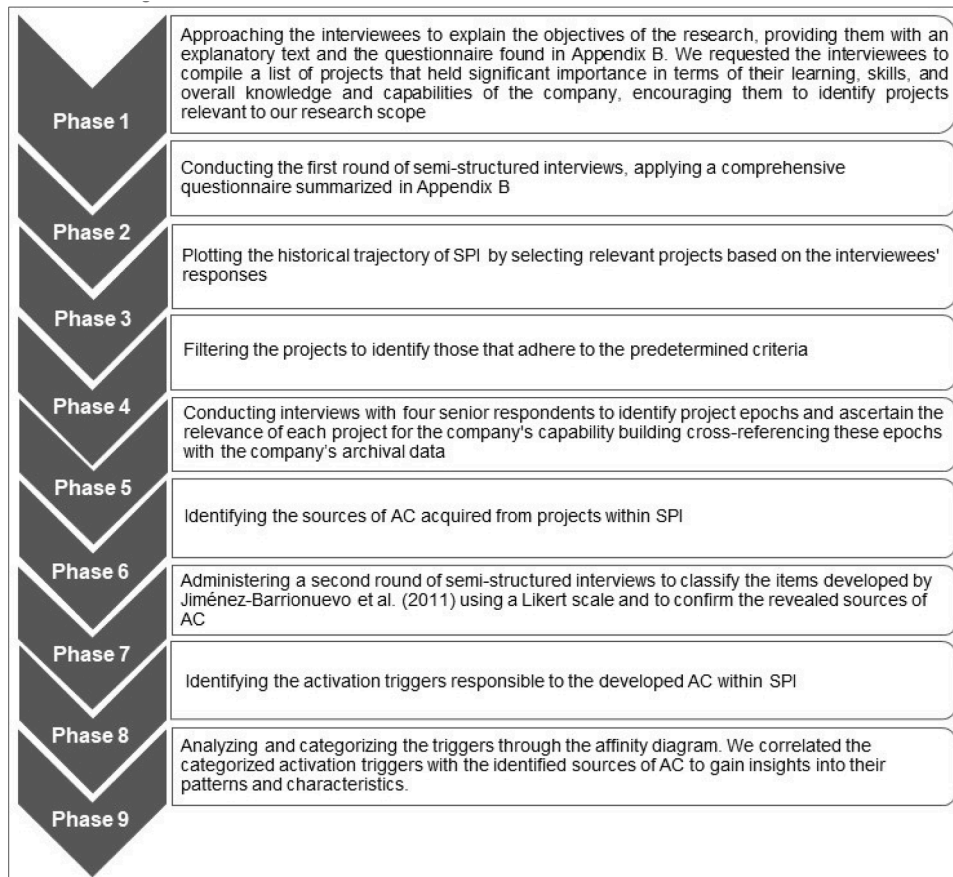 Approaching the interviewees to explain the objectives of the research, providing them with an
explanatory text and the questionnaire found in Appendix B. We requested the interviewees to
compile a list of projects that held significant importance in terms of their learning, skills, and
overall knowledge and capabilities of the company, encouraging them to identify projects
relevant to our research scope
Phase 1
Conducting the first round of semi-structured interviews, applying a comprehensive
questionnaire summarized in Appendix B
Phase 2
Plotting the historical trajectory of SPI by selecting relevant projects based on the interviewees'
responses
Phase 3
Filtering the projects to identify those that adhere to the predetermined criteria
Phase 4
Conducting interviews with four senior respondents to identify project epochs and ascertain the
relevance of each project for the company's capability building cross-referencing these epochs
with the company's archival data
Phase 5
Identifying the sources of AC acquired from projects within SPI
Phase 6
Administering a second round of semi-structured interviews to classify the items developed by
Jiménez-Barrionuevo et al. (2011) using a Likert scale and to confirm the revealed sources of
AC
Phase 7
Identifying the activation triggers responsible to the developed AC within SPI
Phase 8
Analyzing and categorizing the triggers through the affinity diagram. We correlated the
categorized activation triggers with the identified sources of AC to gain insights into their
patterns and characteristics.
Phase 9